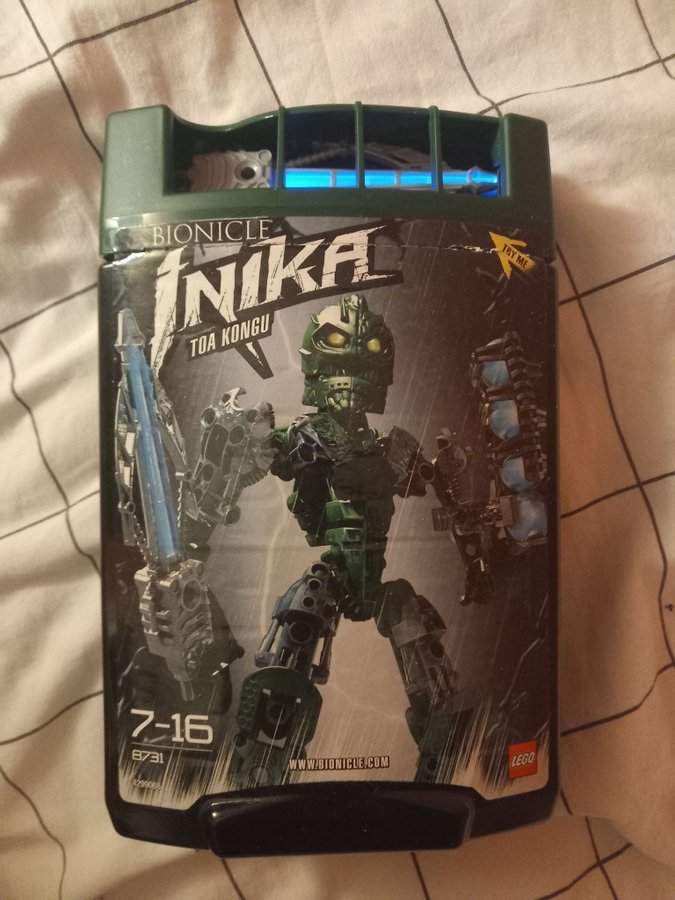 BIONICLE
INIKA
TOA KONGU
TRY ME
7-16
8731
WWW.BIONICLE.COM
LEGO